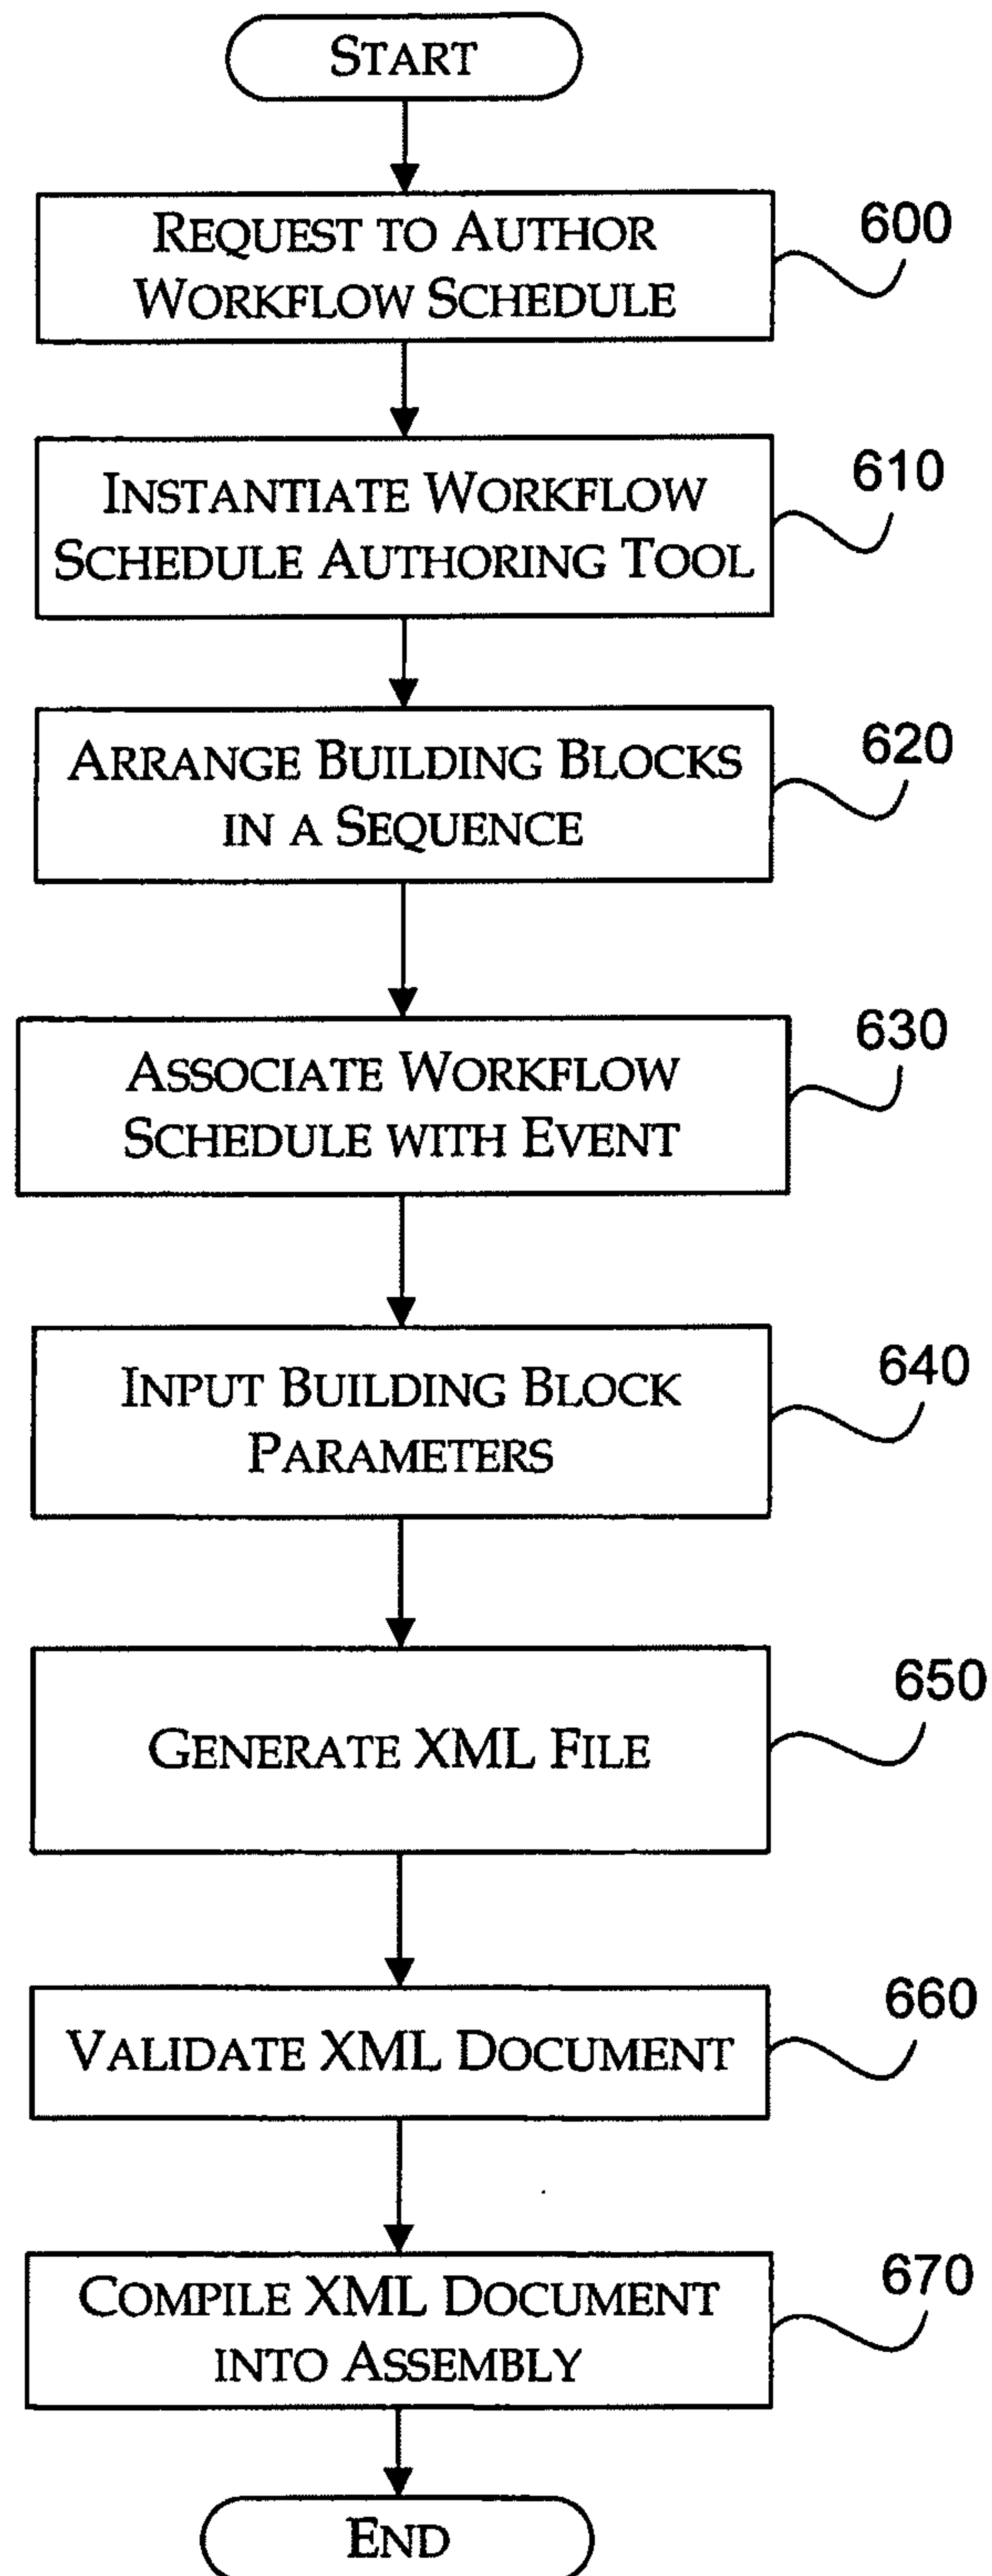 START
REQUEST TO AUTHOR
WORKFLOW SCHEDULE
600
INSTANTIATE WORKFLOW
SCHEDULE AUTHORING TOOL
610
ARRANGE BUILDING BLOCKS
IN A SEQUENCE
620
ASSOCIATE WORKFLOW
SCHEDULE WITH EVENT
630
INPUT BUILDING BLOCK
PARAMETERS
640
GENERATE XML FILE
650
VALIDATE XML DOCUMENT
660
COMPILE XML DOCUMENT
INTO ASSEMBLY
670
END